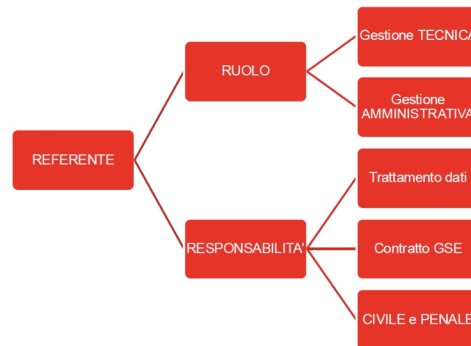 Gestione TECNICA
RUOLO
Gestione
AMMINISTRATIVA
REFERENTE
Trattamento dati
RESPONSABILITA'
Contratto GSE
CIVILE e PENALE